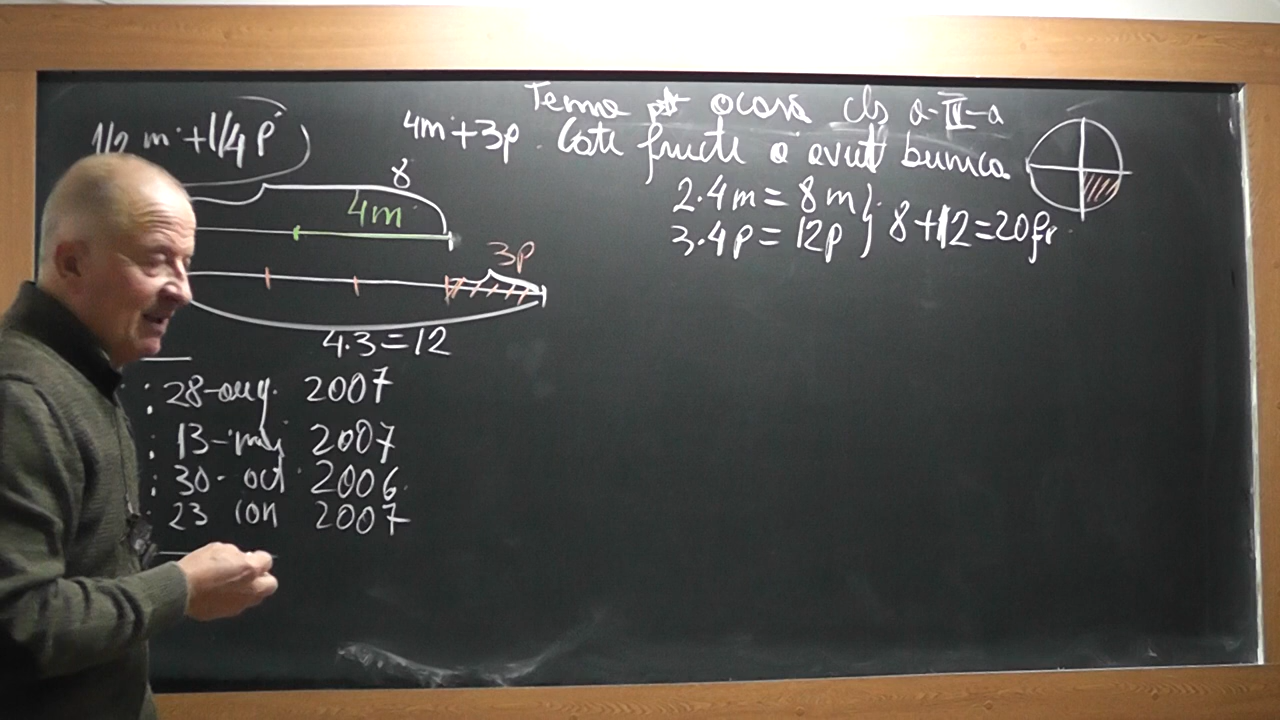 Tema pt acasă cls a-III-a
1/2 m + 1/4 p
4m+3p. Câte fructe a avut bunica
8
2·4m = 8m
4m
3·4p = 12p } 8+12=20fr.
3p
4·3=12
: 28-aug. 2007
: 13- 2007
: 30- oct 2006
: 23 ian 2007